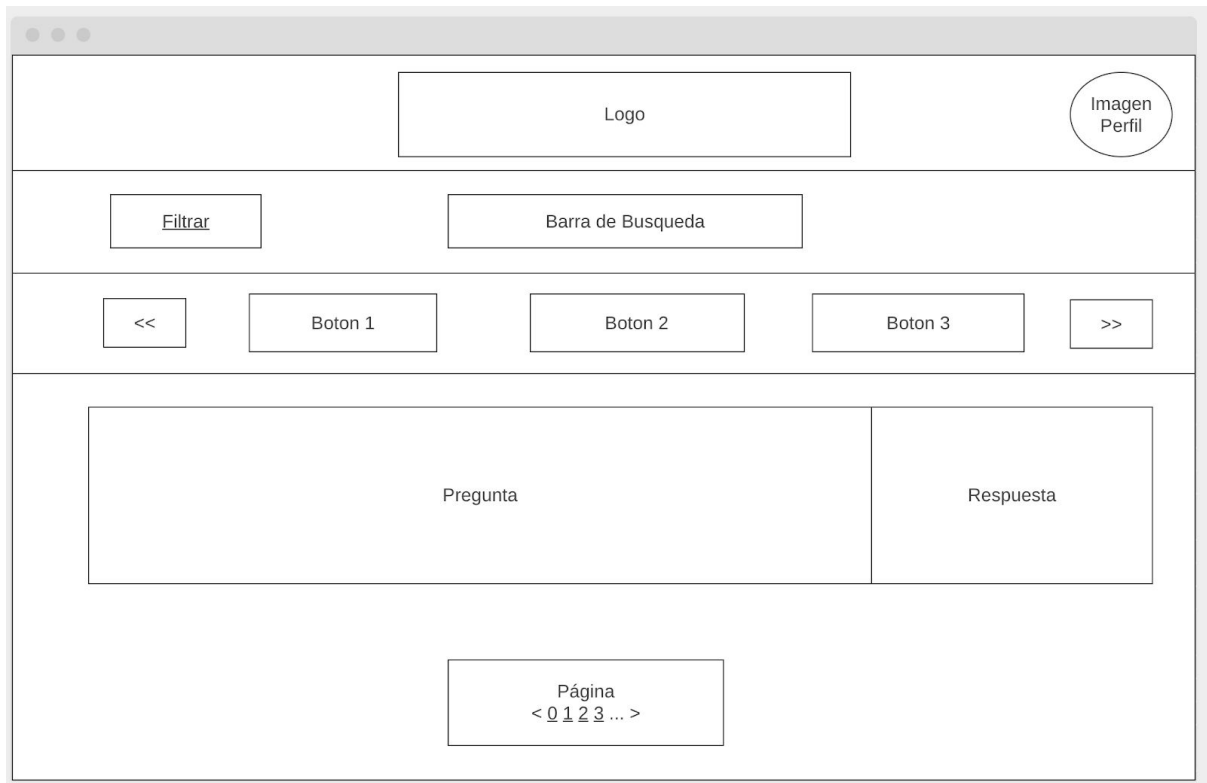 Logo
Imagen
Perfil
Filtrar
Barra de Busqueda
<<
Boton 1
Boton 2
Boton 3
>>
Pregunta
Respuesta
Página
< 0 1 2 3 ... >